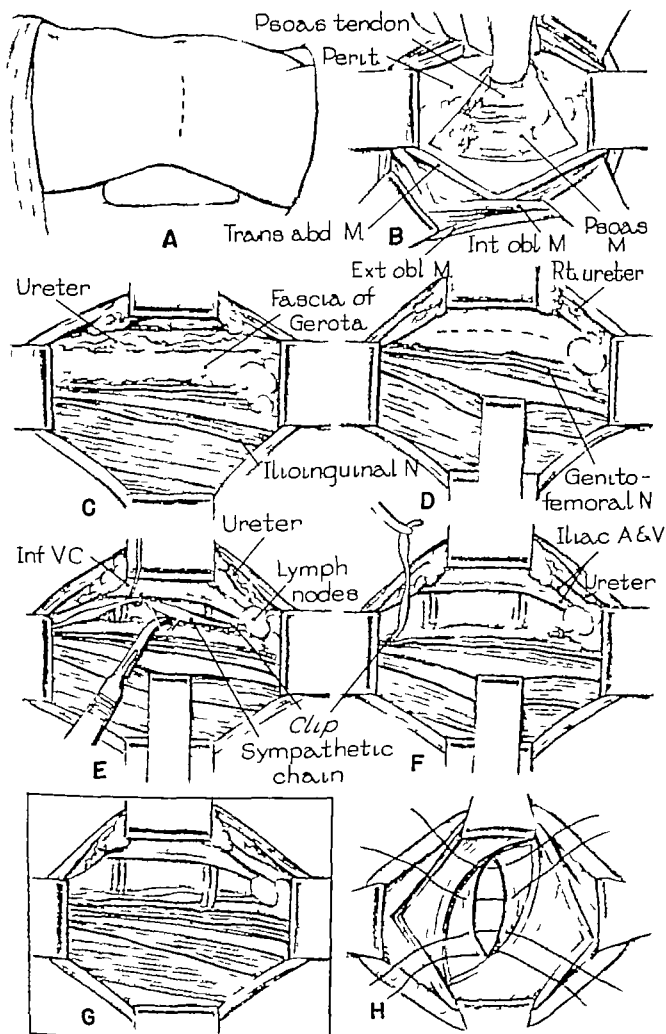 Psoas tendon
Perit
A
Trans abd M
B
Int obl M
Psoas
M
Ext obl M
Ureter
Fascia of
Gerota
Rt ureter
Ilioinguinal N
C
D
Genito-
femoral N
Inf VC
Ureter
Lymph
nodes
Iliac A & V
Ureter
Clip
Sympathetic
chain
E
F
G
H